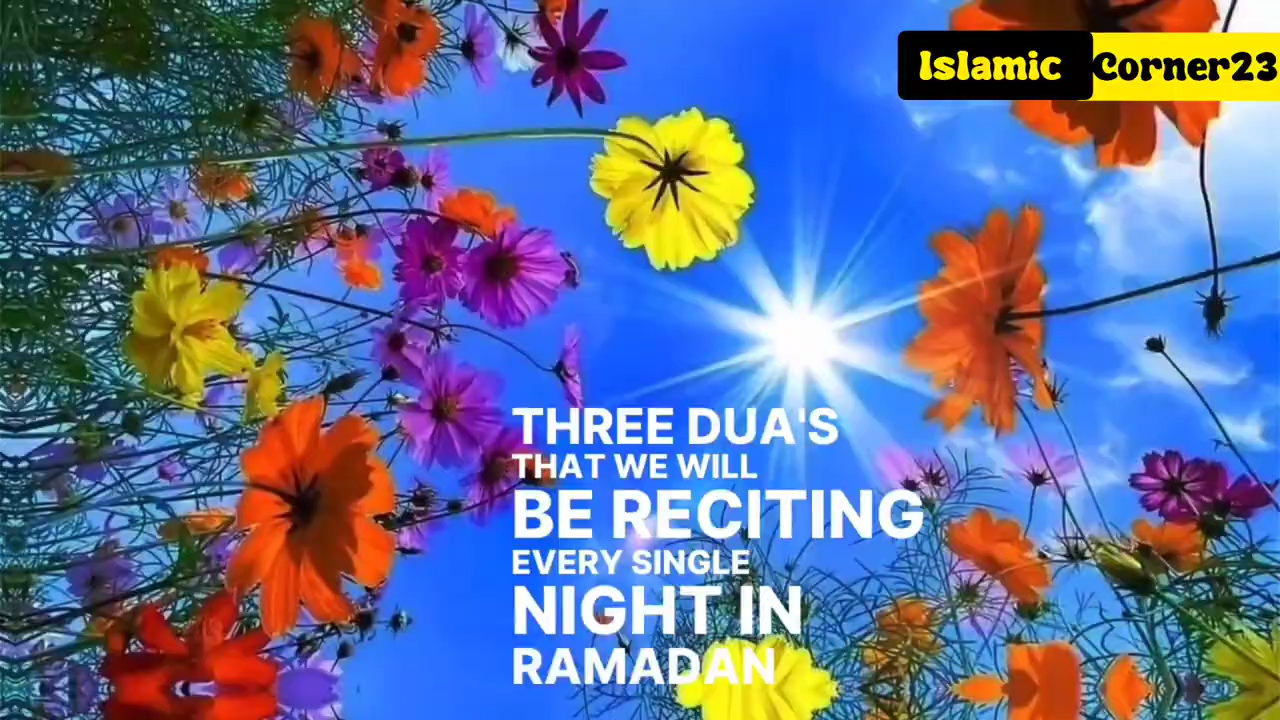 Islamic Corner23
THREE DUA'S
THAT WE WILL
BE RECITING
EVERY SINGLE
NIGHT IN
RAMADAN